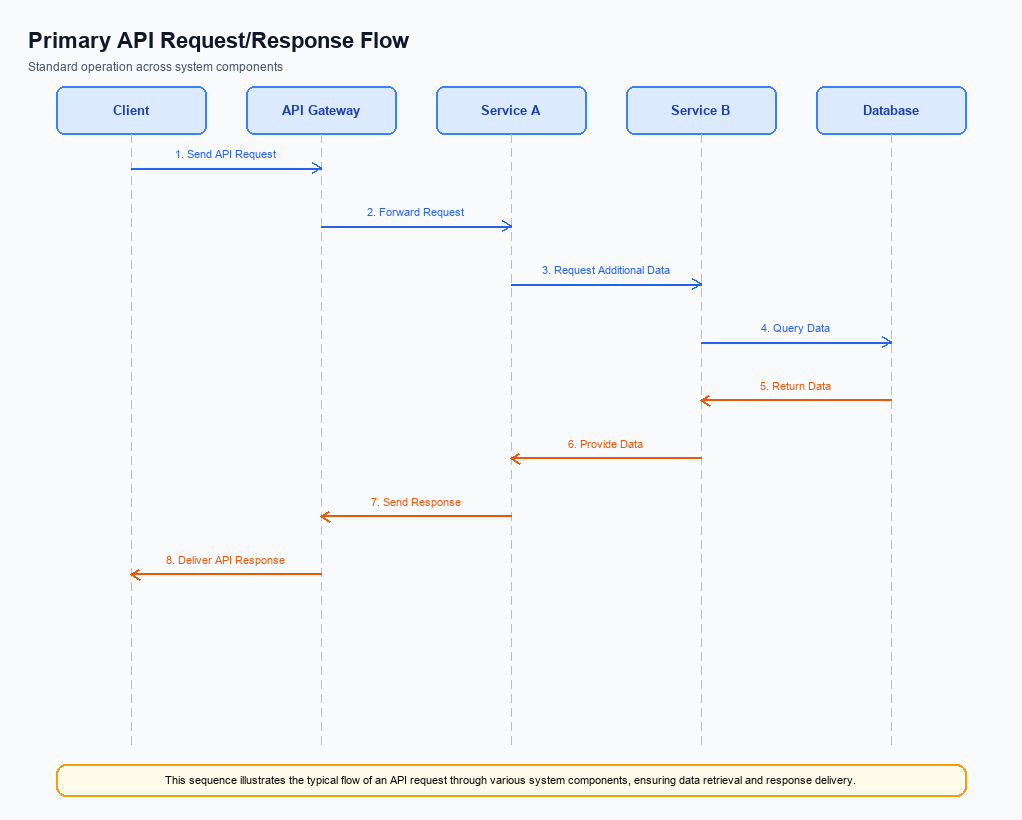 Primary API Request/Response Flow
Standard operation across system components
Client
API Gateway
Service A
Service B
Database
1. Send API Request
2. Forward Request
3. Request Additional Data
4. Query Data
5. Return Data
6. Provide Data
7. Send Response
8. Deliver API Response
This sequence illustrates the typical flow of an API request through various system components, ensuring data retrieval and response delivery.